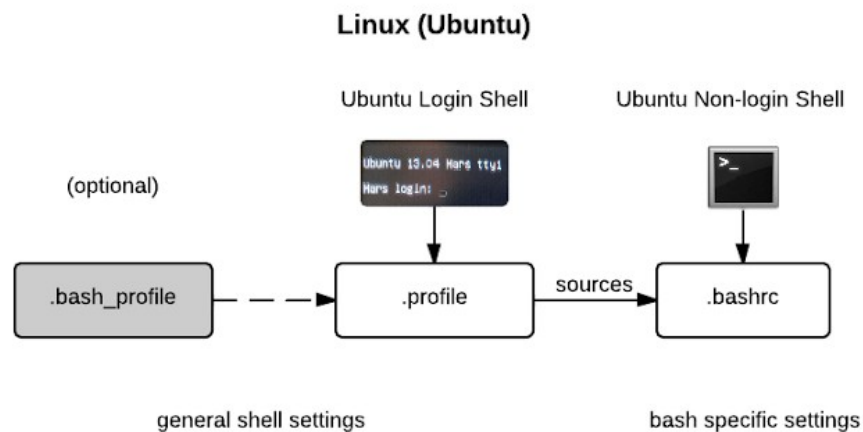 Linux (Ubuntu)
Ubuntu Login Shell
Ubuntu Non-login Shell
(optional)
Ubuntu 13.04 Mars tty1
Mars login: _
>_
.bash_profile
.profile
sources
.bashrc
general shell settings
bash specific settings